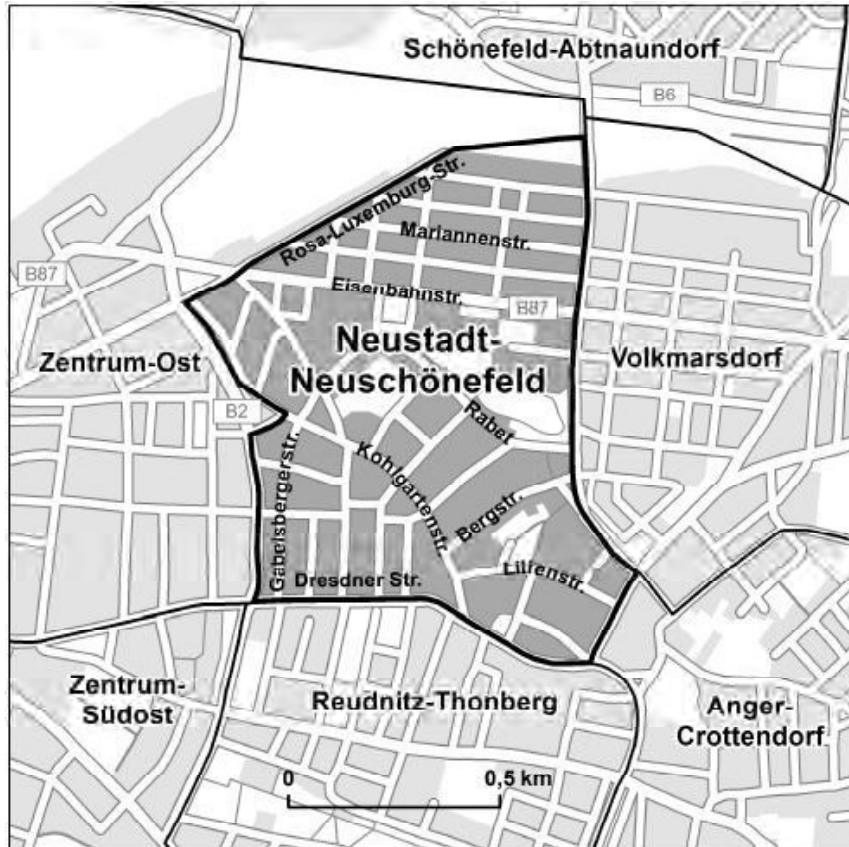 Schönefeld-Abtnaundorf
B6
Rosa-Luxemburg-Str.
Mariannenstr.
B87
Eisenbahnstr.
B87
Neustadt-
Neuschönefeld
Zentrum-Ost
Volkmarsdorf
B2
Rabet
Gabelsbergerstr.
Kohlgartenstr.
Bergstr.
Lilienstr.
Dresdner Str.
Zentrum-
Südost
Reudnitz-Thonberg
Anger-
Crottendorf
0
0,5 km